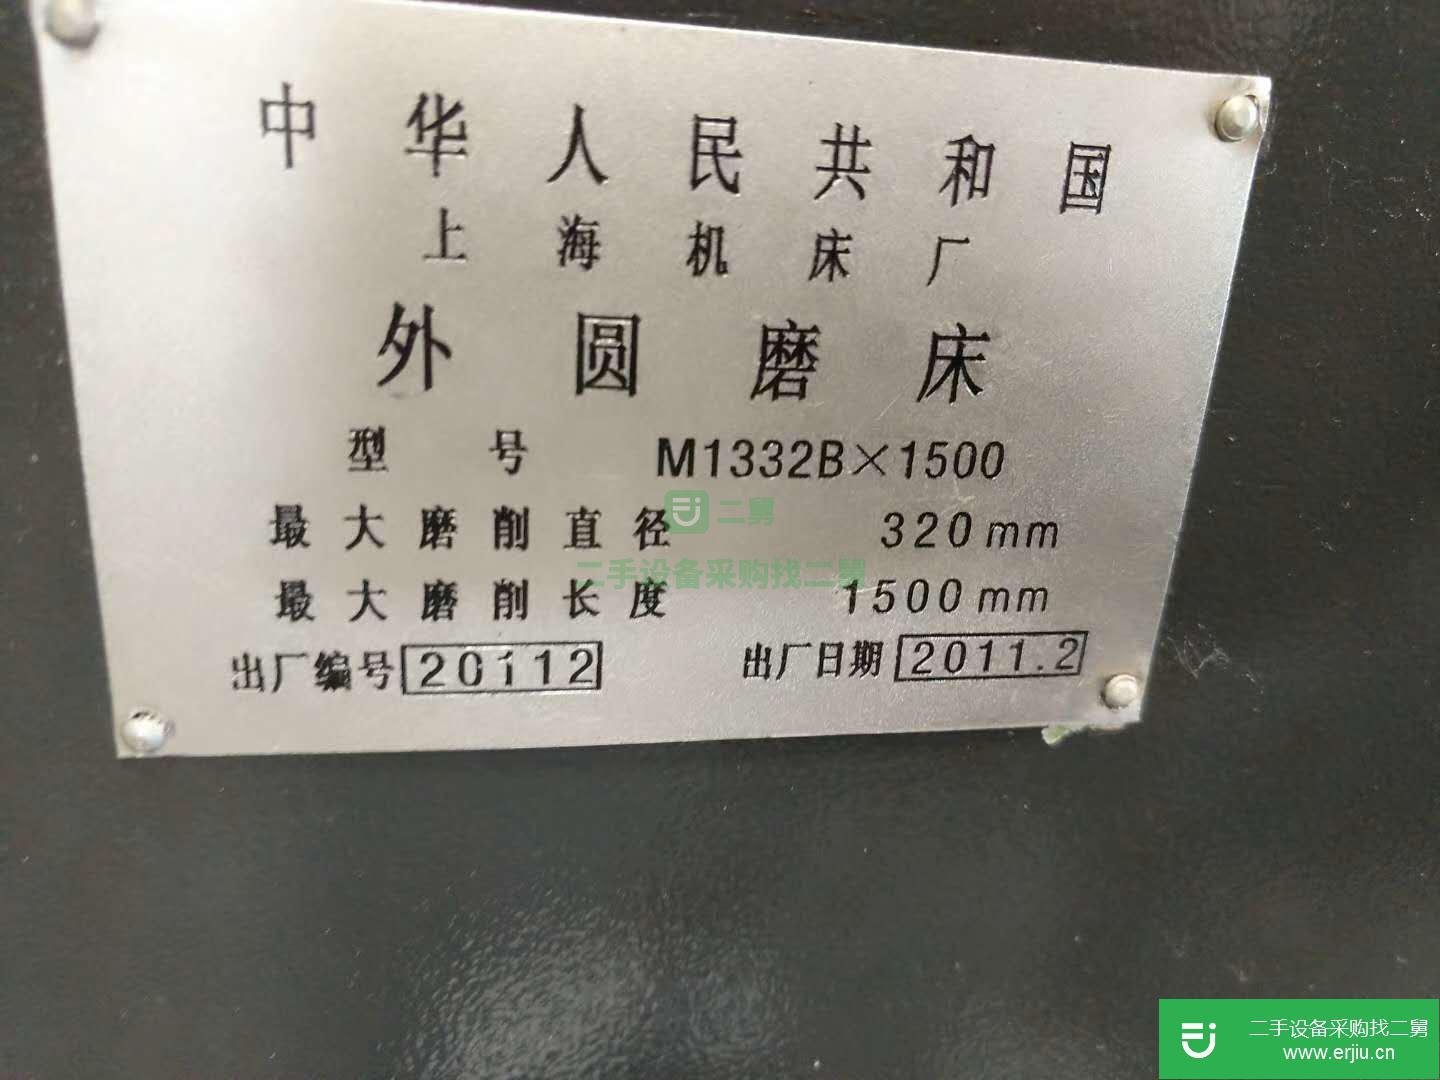 中华人民共和国
上海机床厂
外圆磨床
型号 M1332B×1500
最大磨削直径 320mm
最大磨削长度 1500mm
出厂编号 20112 出厂日期 2011.2
二舅
二手设备采购找二舅
二手设备采购找二舅
www.erjiu.cn